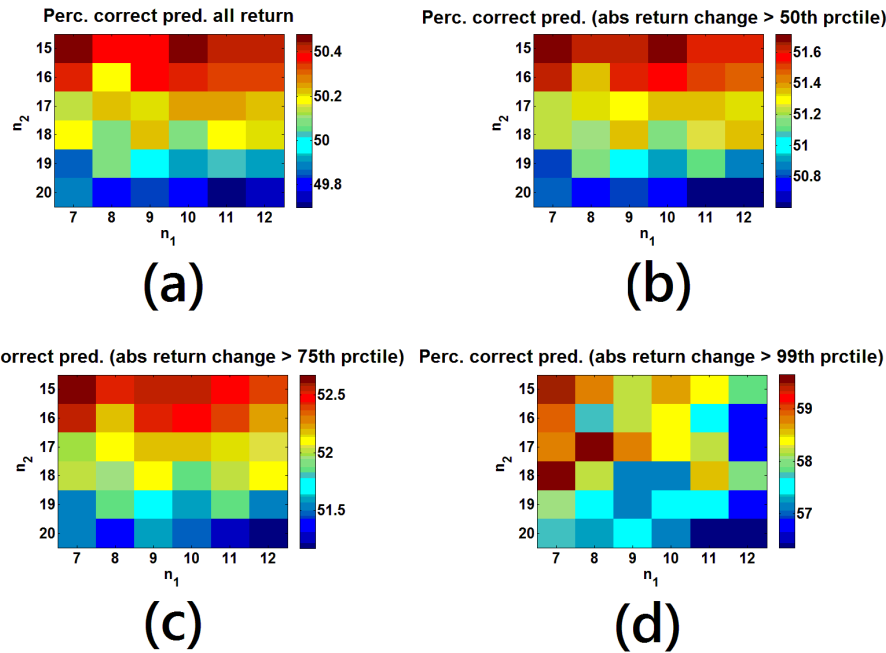 Perc. correct pred. all return
15
16
17
18
19
20
n2
7 8 9 10 11 12
n1
50.4
50.2
50
49.8
(a)
Perc. correct pred. (abs return change > 50th prctile)
15
16
17
18
19
20
n2
7 8 9 10 11 12
n1
51.6
51.4
51.2
51
50.8
(b)
orrect pred. (abs return change > 75th prctile)
15
16
17
18
19
20
n2
7 8 9 10 11 12
n1
52.5
52
51.5
(c)
Perc. correct pred. (abs return change > 99th prctile)
15
16
17
18
19
20
n2
7 8 9 10 11 12
n1
59
58
57
(d)